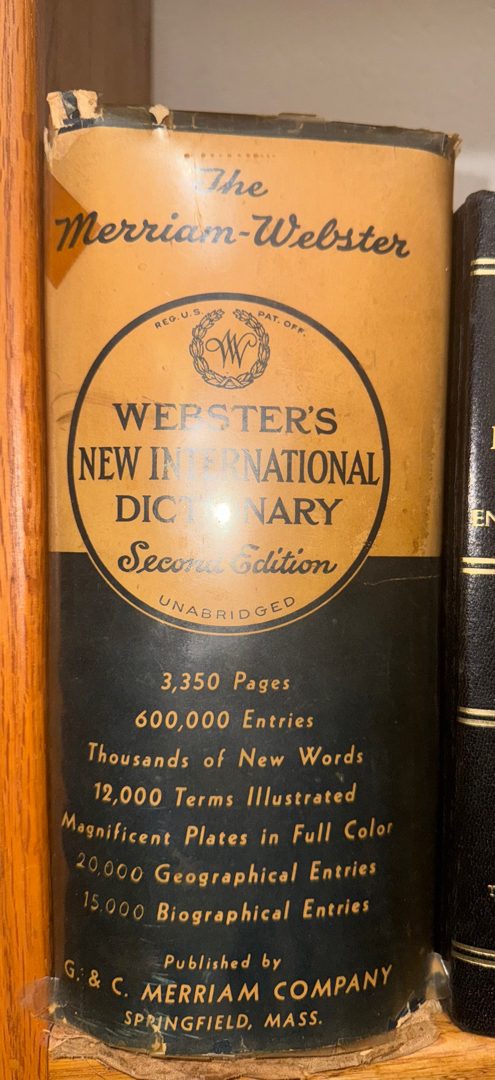 The
Merriam-Webster
REG. U.S. PAT. OFF.
W
WEBSTER'S
NEW INTERNATIONAL
DICTIONARY
Second Edition
UNABRIDGED
3,350 Pages
600,000 Entries
Thousands of New Words
12,000 Terms Illustrated
Magnificent Plates in Full Color
20,000 Geographical Entries
15,000 Biographical Entries
Published by
G. & C. MERRIAM COMPANY
SPRINGFIELD, MASS.
EN